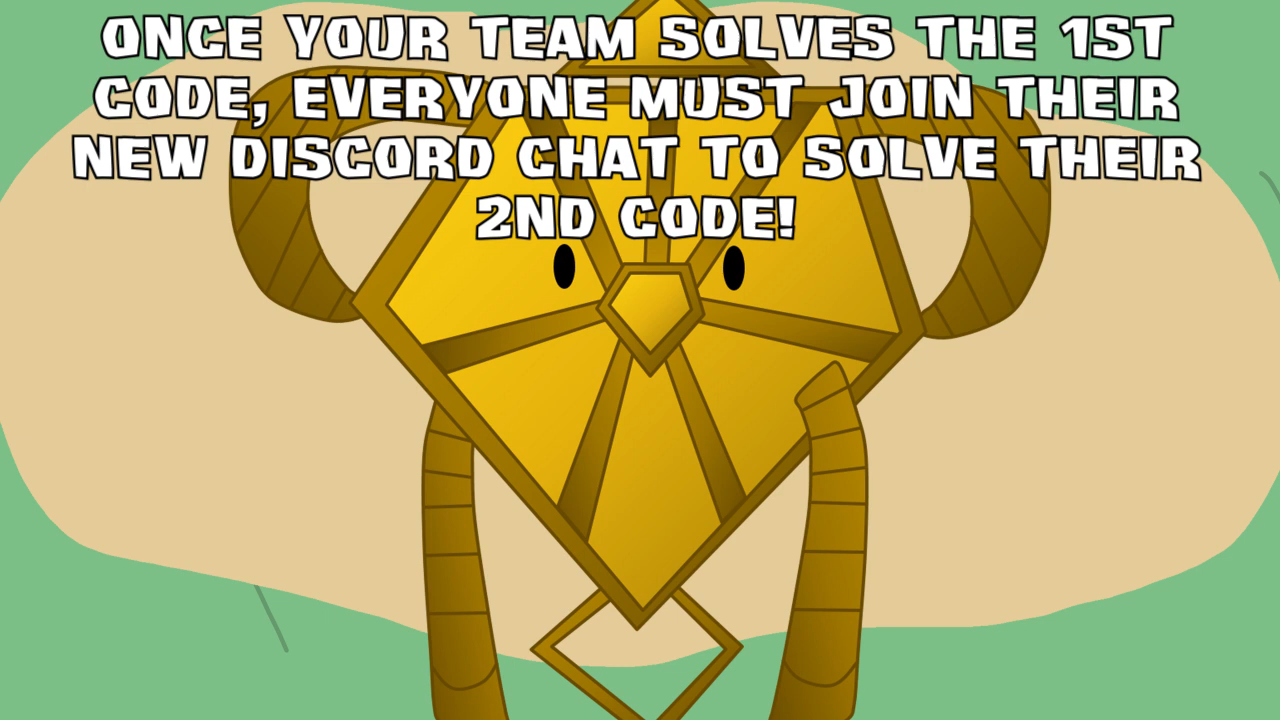 ONCE YOUR TEAM SOLVES THE 1ST
CODE, EVERYONE MUST JOIN THEIR
NEW DISCORD CHAT TO SOLVE THEIR
2ND CODE!